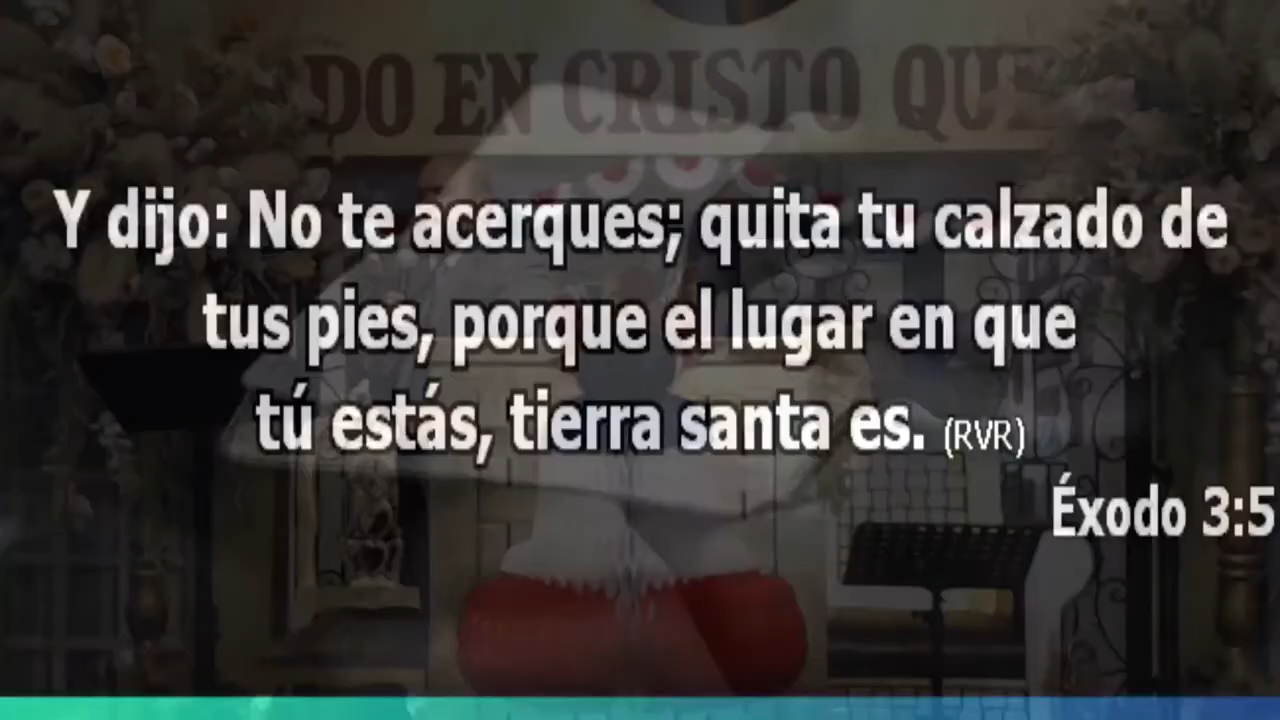 DO EN CRISTO QUE
Y dijo: No te acerques; quita tu calzado de
tus pies, porque el lugar en que
tú estás, tierra santa es. (RVR)
Éxodo 3:5